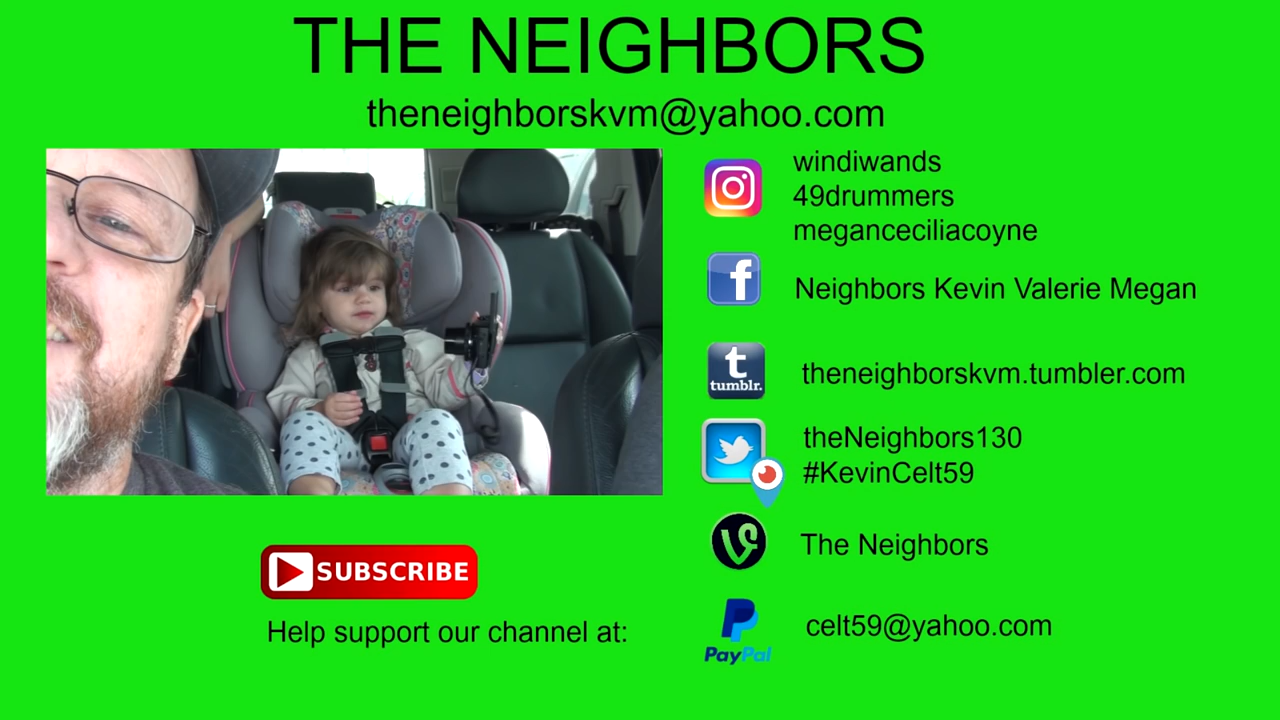 THE NEIGHBORS
theneighborskvm@yahoo.com
windiwands
49drummers
meganceciliacoyne
Neighbors Kevin Valerie Megan
tumblr.
theneighborskvm.tumbler.com
theNeighbors130
#KevinCelt59
The Neighbors
SUBSCRIBE
Help support our channel at:
PayPal
celt59@yahoo.com